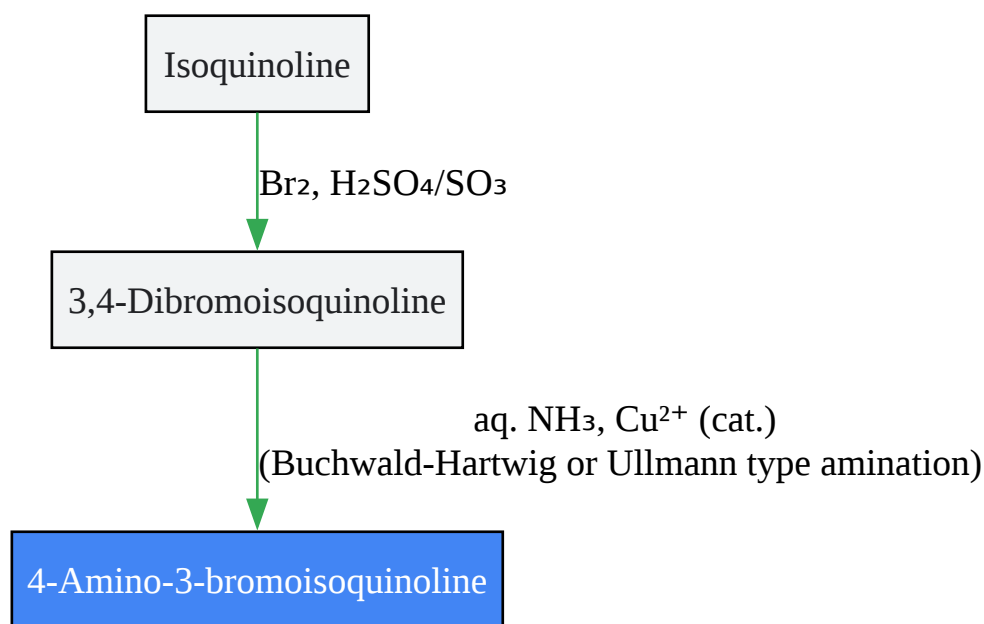 Isoquinoline
Br₂, H₂SO₄/SO₃
3,4-Dibromoisoquinoline
aq. NH₃, Cu²⁺ (cat.)
(Buchwald-Hartwig or Ullmann type amination)
4-Amino-3-bromoisoquinoline